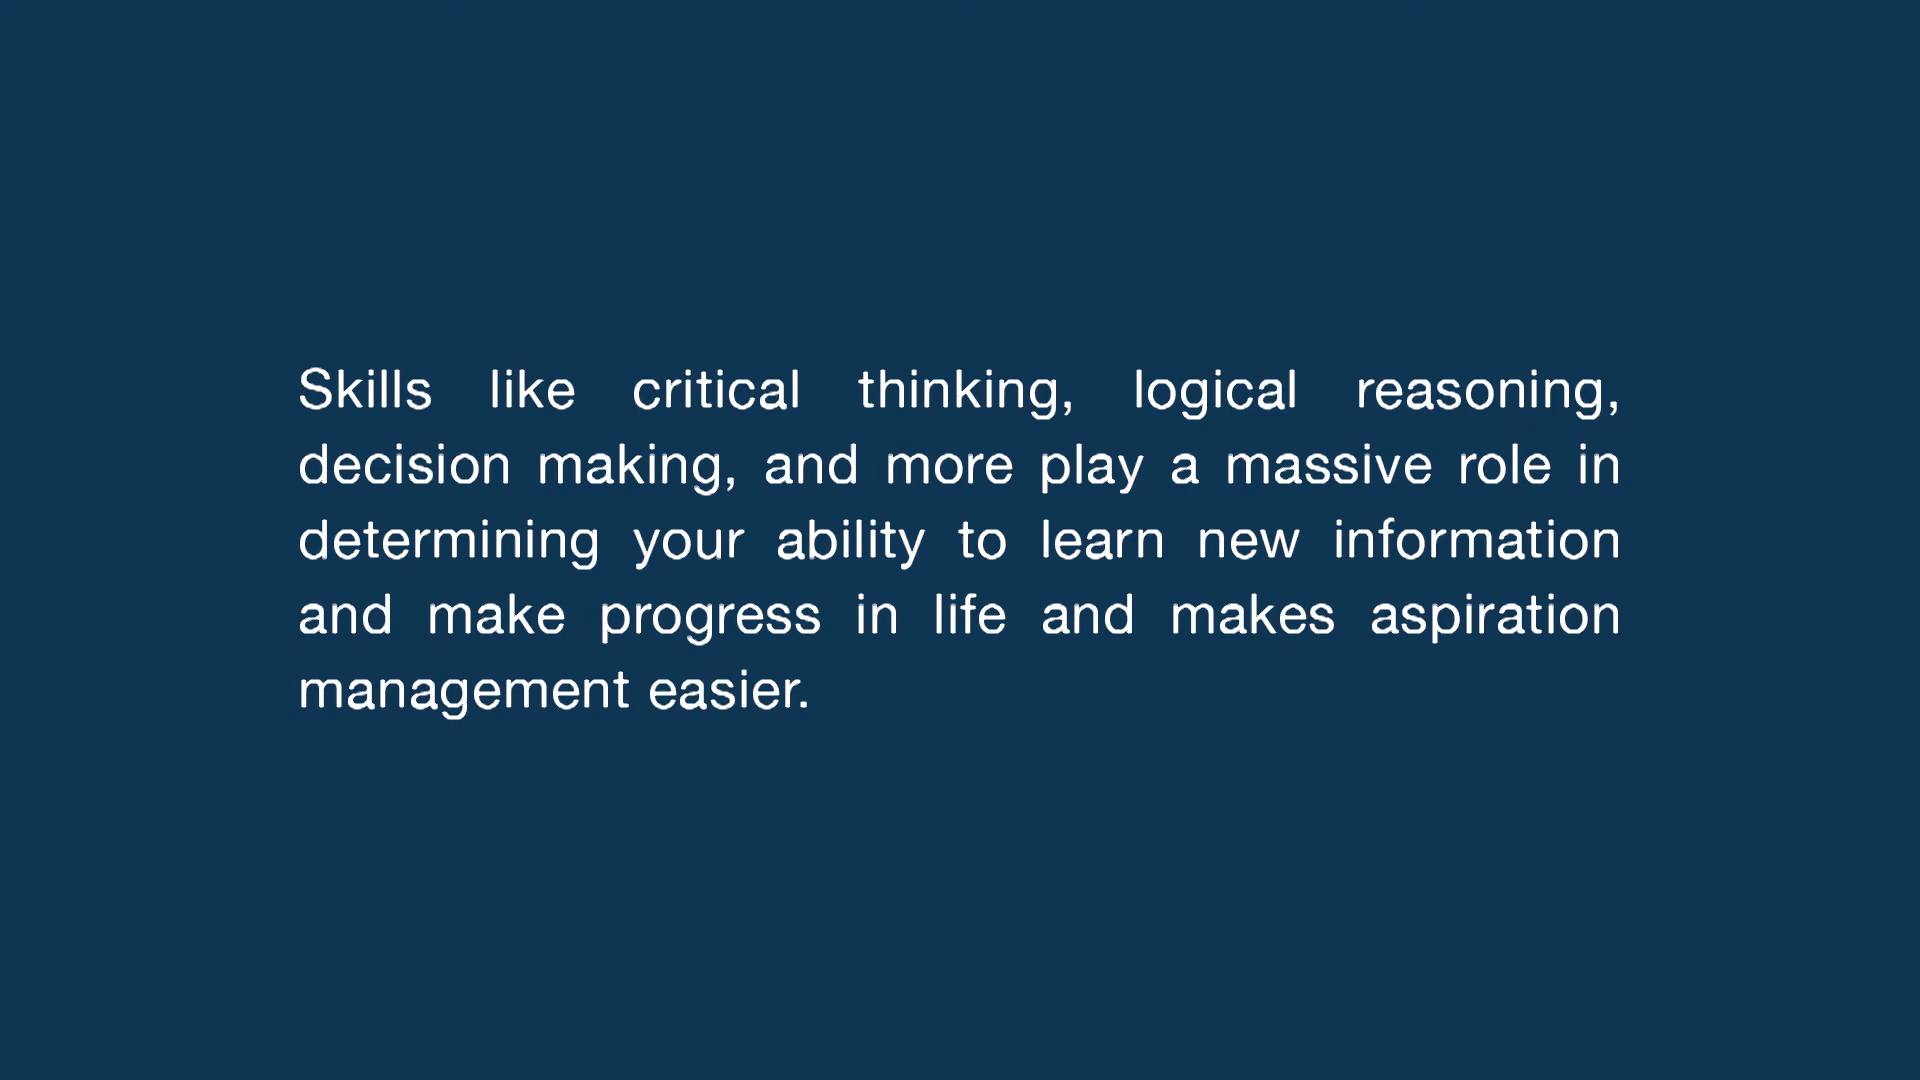 Skills like critical thinking, logical reasoning,
decision making, and more play a massive role in
determining your ability to learn new information
and make progress in life and makes aspiration
management easier.